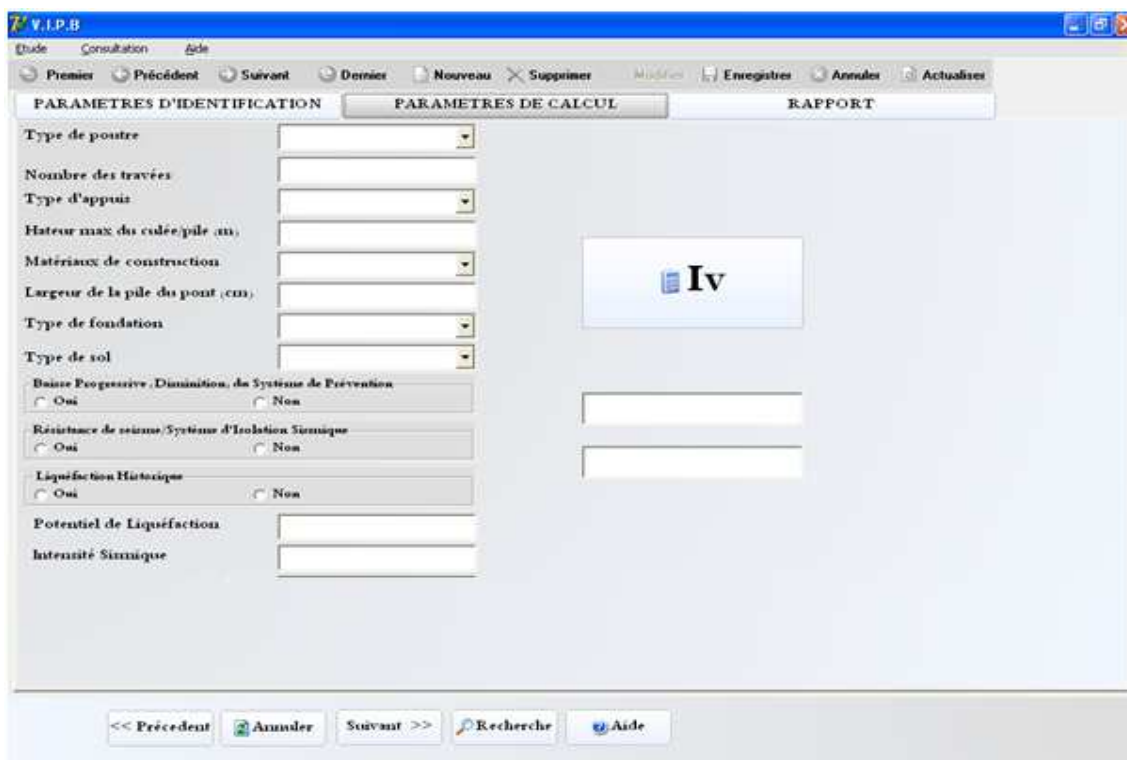 V.I.P.B
Etude Consultation Aide
Premier Précédent Suivant Dernier Nouveau Supprimer Modifier Enregistrer Annuler Actualiser
PARAMETRES D'IDENTIFICATION PARAMETRES DE CALCUL RAPPORT
Type de poutre
Nombre des travées
Type d'appuis
Hateur max du culée/pile (m)
Matériaux de construction
Iv
Largeur de la pile du pont (cm)
Type de fondation
Type de sol
Baisse Progressive (Diminition) du Système de Prévention
Oui Non
Résistance de seisme/Système d'Isolation Sismique
Oui Non
Liquéfaction Historique
Oui Non
Potentiel de Liquéfaction
Intensité Sismique
<< Précedent Annuler Suivant >> Recherche Aide